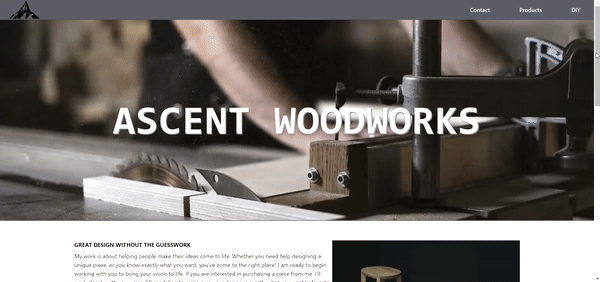 Contact Products DIY
ASCENT WOODWORKS
GREAT DESIGN WITHOUT THE GUESSWORK
My work is about helping people make their ideas come to life. Whether you need help designing a
unique piece, or you know exactly what you want, you've come to the right place! I am ready to begin
working with you to bring your vision to life. If you are interested in purchasing a piece from me, I'll